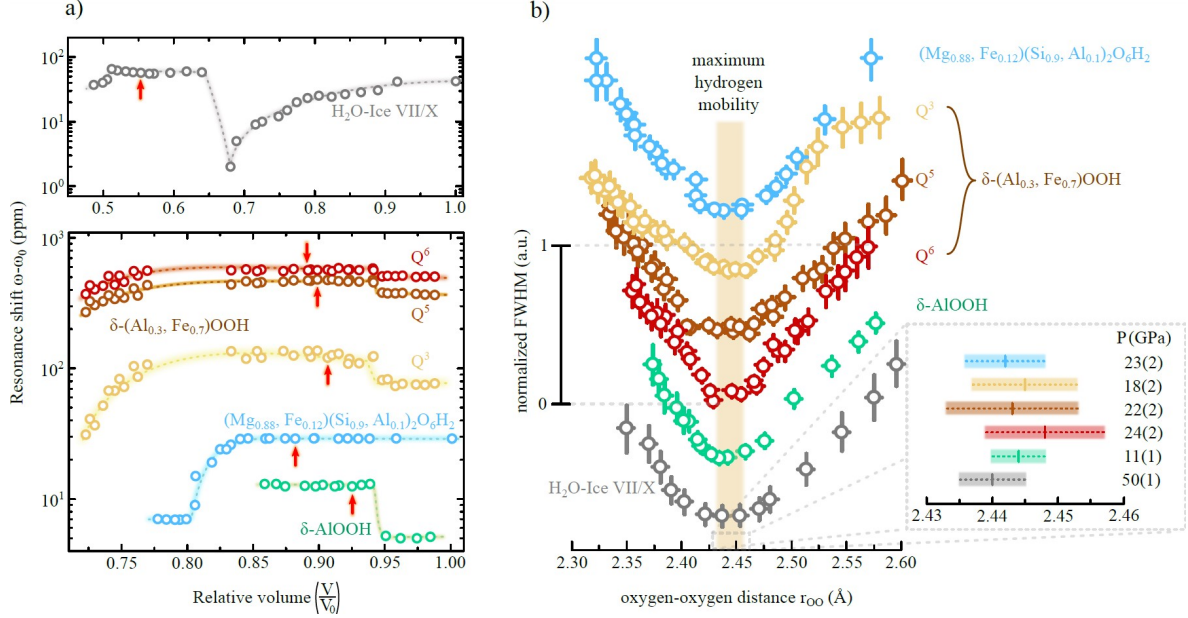 a)
Resonance shift ω-ω₀ (ppm)
10²
10¹
10⁰
H₂O-Ice VII/X
0.5 0.6 0.7 0.8 0.9 1.0
10³
10²
10¹
Q⁶
Q⁵
δ-(Al₀.₃, Fe₀.₇)OOH
Q³
(Mg₀.₈₈, Fe₀.₁₂)(Si₀.₉, Al₀.₁)₂O₆H₂
δ-AlOOH
0.75 0.80 0.85 0.90 0.95 1.00
Relative volume (V/V₀)
b)
normalized FWHM (a.u.)
1
0
maximum
hydrogen
mobility
(Mg₀.₈₈, Fe₀.₁₂)(Si₀.₉, Al₀.₁)₂O₆H₂
Q³
Q⁵
δ-(Al₀.₃, Fe₀.₇)OOH
Q⁶
δ-AlOOH
H₂O-Ice VII/X
P (GPa)
23(2)
18(2)
22(2)
24(2)
11(1)
50(1)
2.43 2.44 2.45 2.46
2.30 2.35 2.40 2.45 2.50 2.55 2.60
oxygen-oxygen distance r_OO (Å)